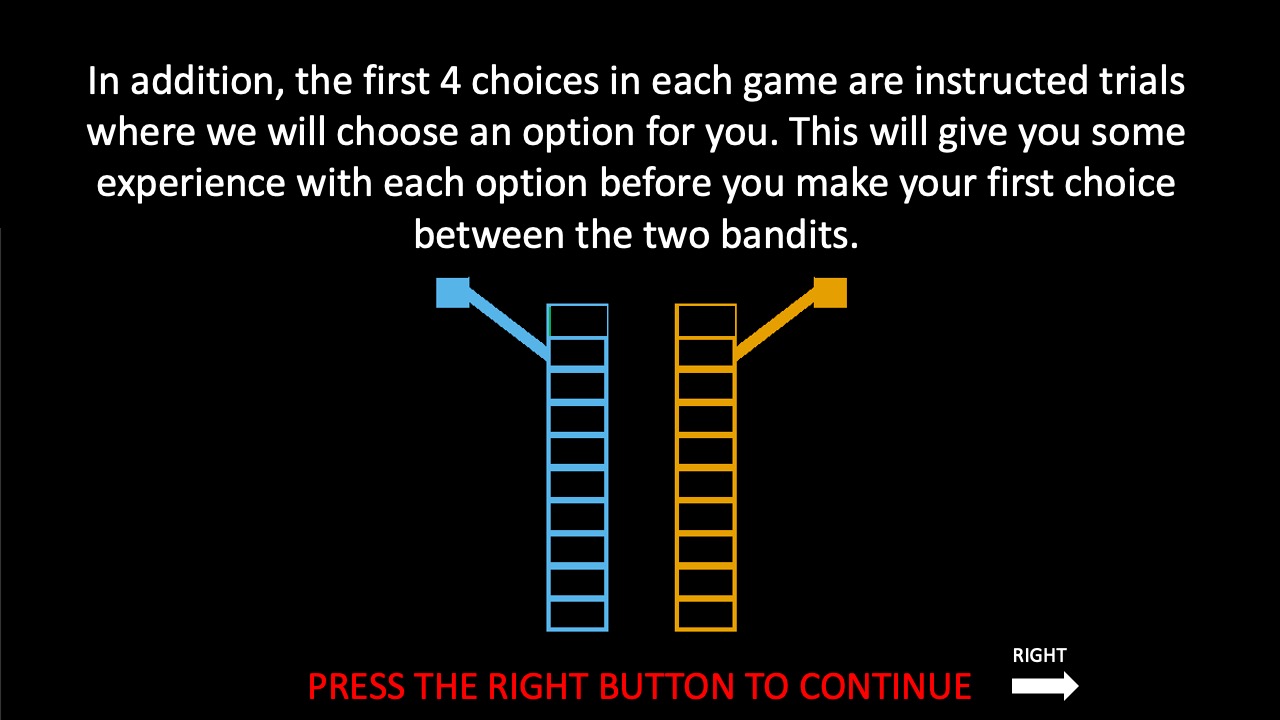 In addition, the first 4 choices in each game are instructed trials
where we will choose an option for you. This will give you some
experience with each option before you make your first choice
between the two bandits.
RIGHT
PRESS THE RIGHT BUTTON TO CONTINUE